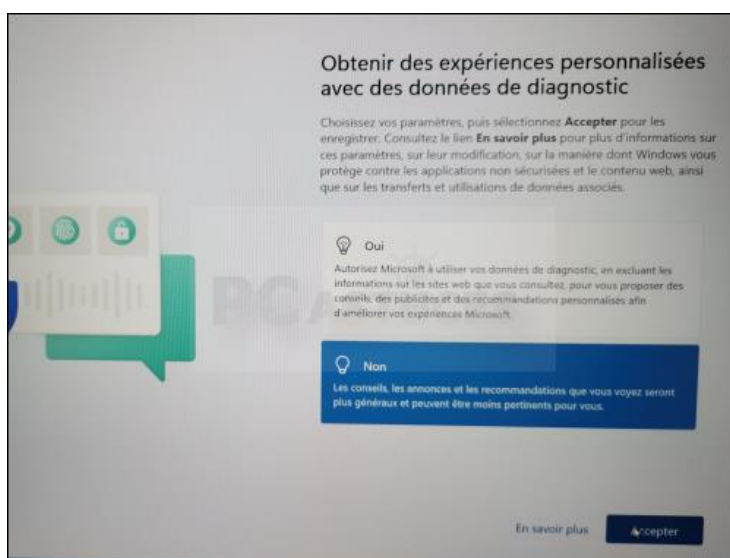 Obtenir des expériences personnalisées
avec des données de diagnostic
Choisissez vos paramètres, puis sélectionnez Accepter pour les
enregistrer. Consultez le lien En savoir plus pour plus d'informations sur
ces paramètres, sur leur modification, sur la manière dont Windows vous
protège contre les applications non sécurisées et le contenu web, ainsi
que sur les transferts et utilisations de données associés.
Oui
Autorisez Microsoft à utiliser vos données de diagnostic, en excluant les
informations sur les sites web que vous consultez, pour vous proposer des
conseils, des publicités et des recommandations personnalisés afin
d'améliorer vos expériences Microsoft.
Non
Les conseils, les annonces et les recommandations que vous voyez seront
plus généraux et peuvent être moins pertinents pour vous.
En savoir plus
Accepter